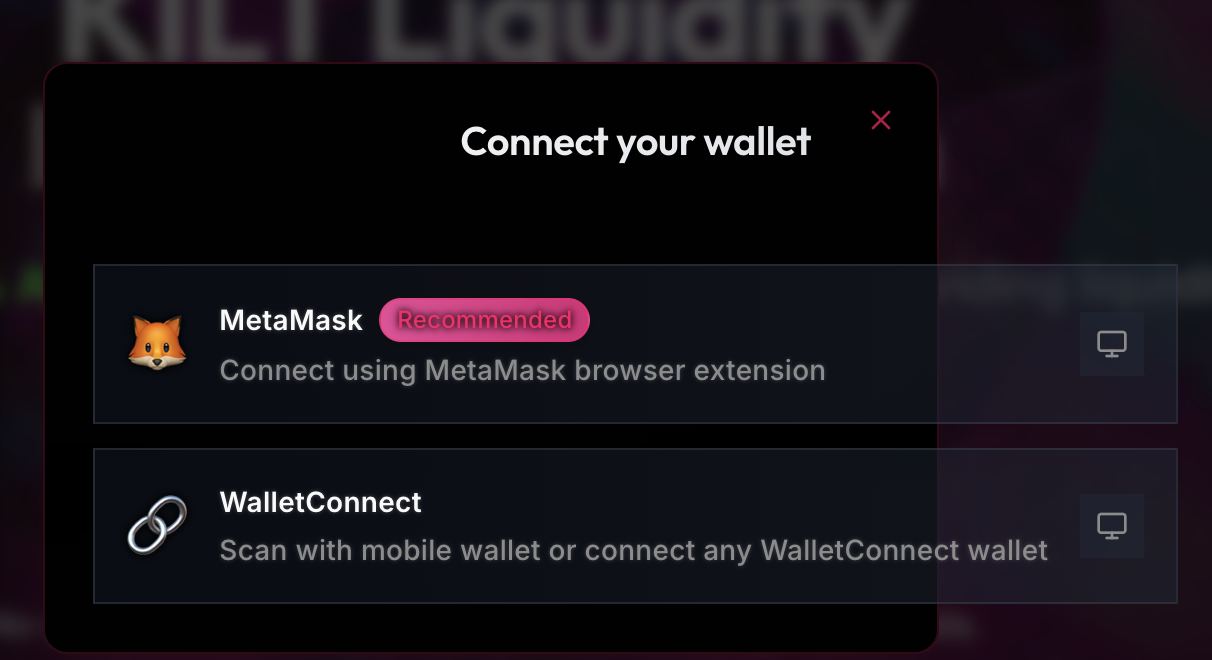 KILT Liquidity
Connect your wallet
MetaMask Recommended
Connect using MetaMask browser extension
WalletConnect
Scan with mobile wallet or connect any WalletConnect wallet